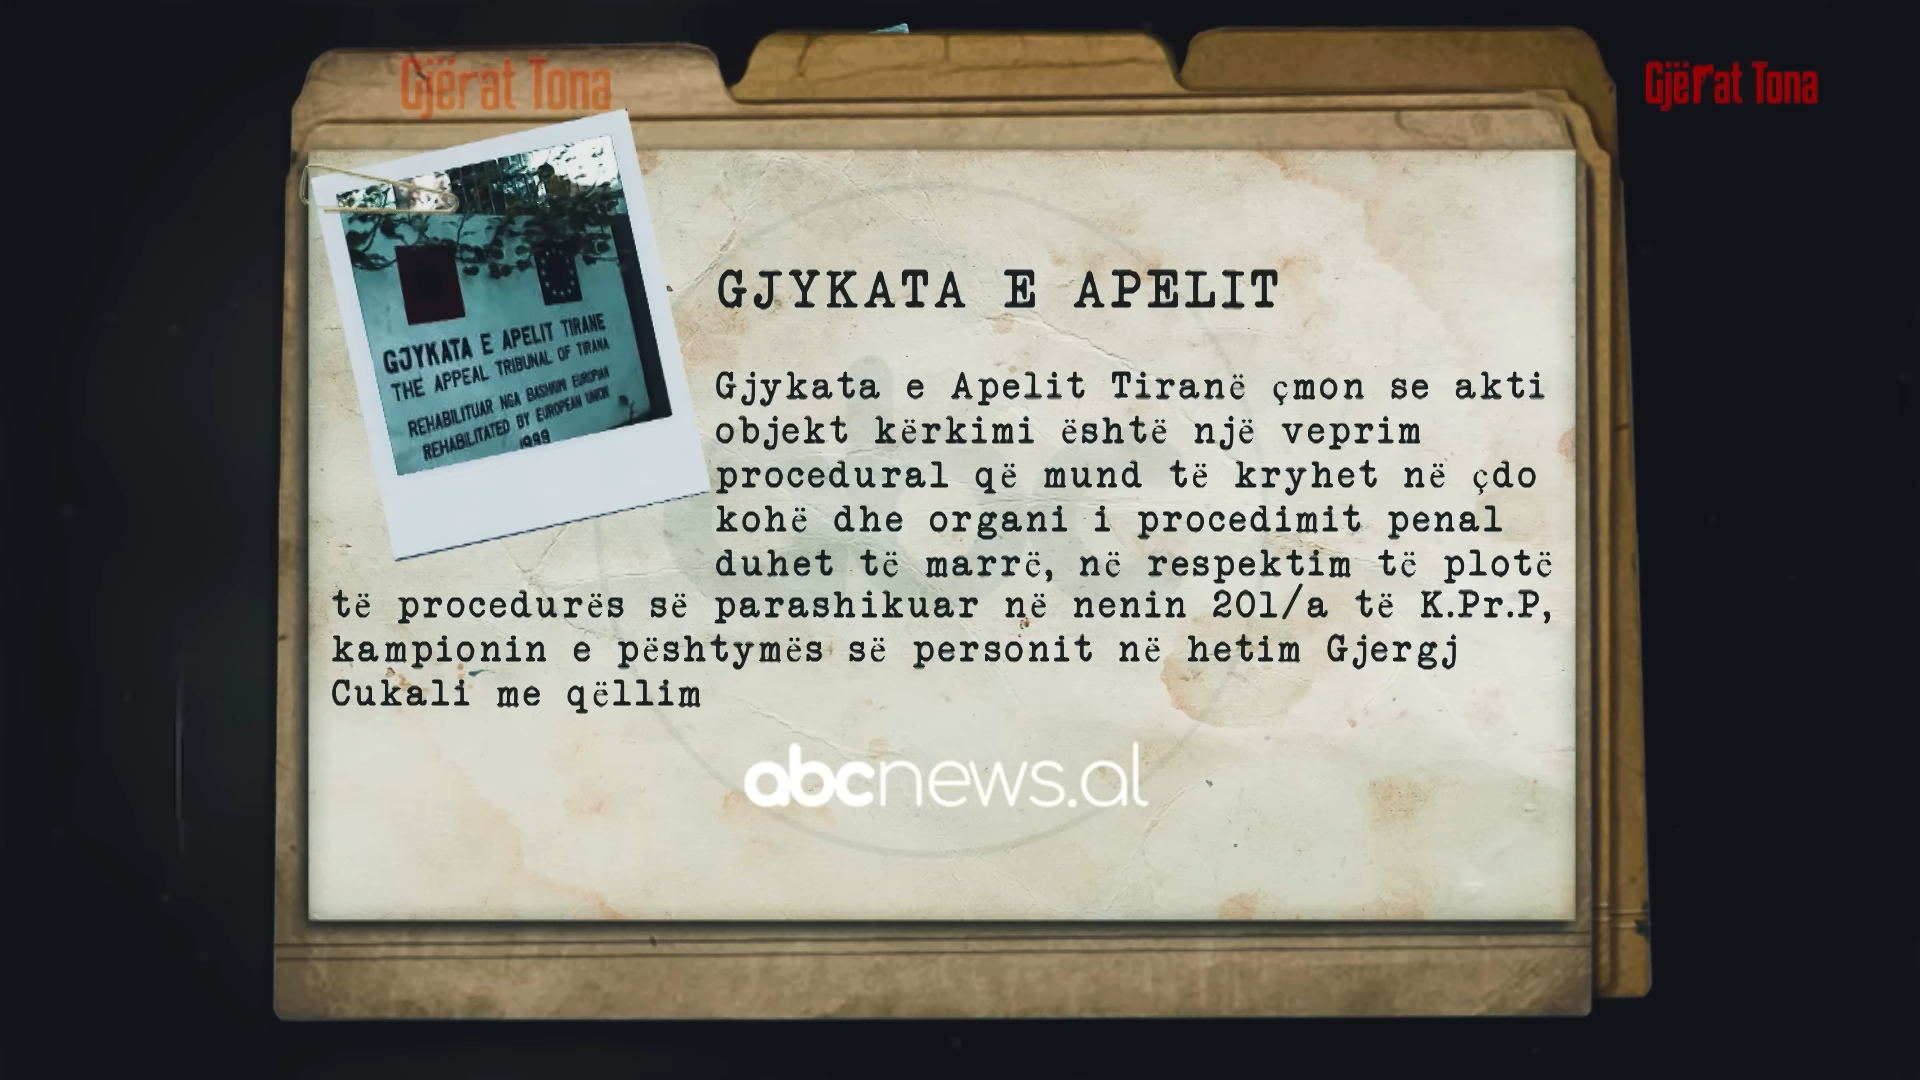 Gjërat Tona
Gjërat Tona
GJYKATA E APELIT TIRANE
THE APPEAL TRIBUNAL OF TIRANA
REHABILITUAR NGA BASHKIMI EUROPIAN
REHABILITATED BY EUROPEAN UNION
GJYKATA E APELIT
Gjykata e Apelit Tiranë çmon se akti
objekt kërkimi është një veprim
procedural që mund të kryhet në çdo
kohë dhe organi i procedimit penal
duhet të marrë, në respektim të plotë
të procedurës së parashikuar në nenin 201/a të K.Pr.P,
kampionin e pështymës së personit në hetim Gjergj
Cukali me qëllim
abcnews.al